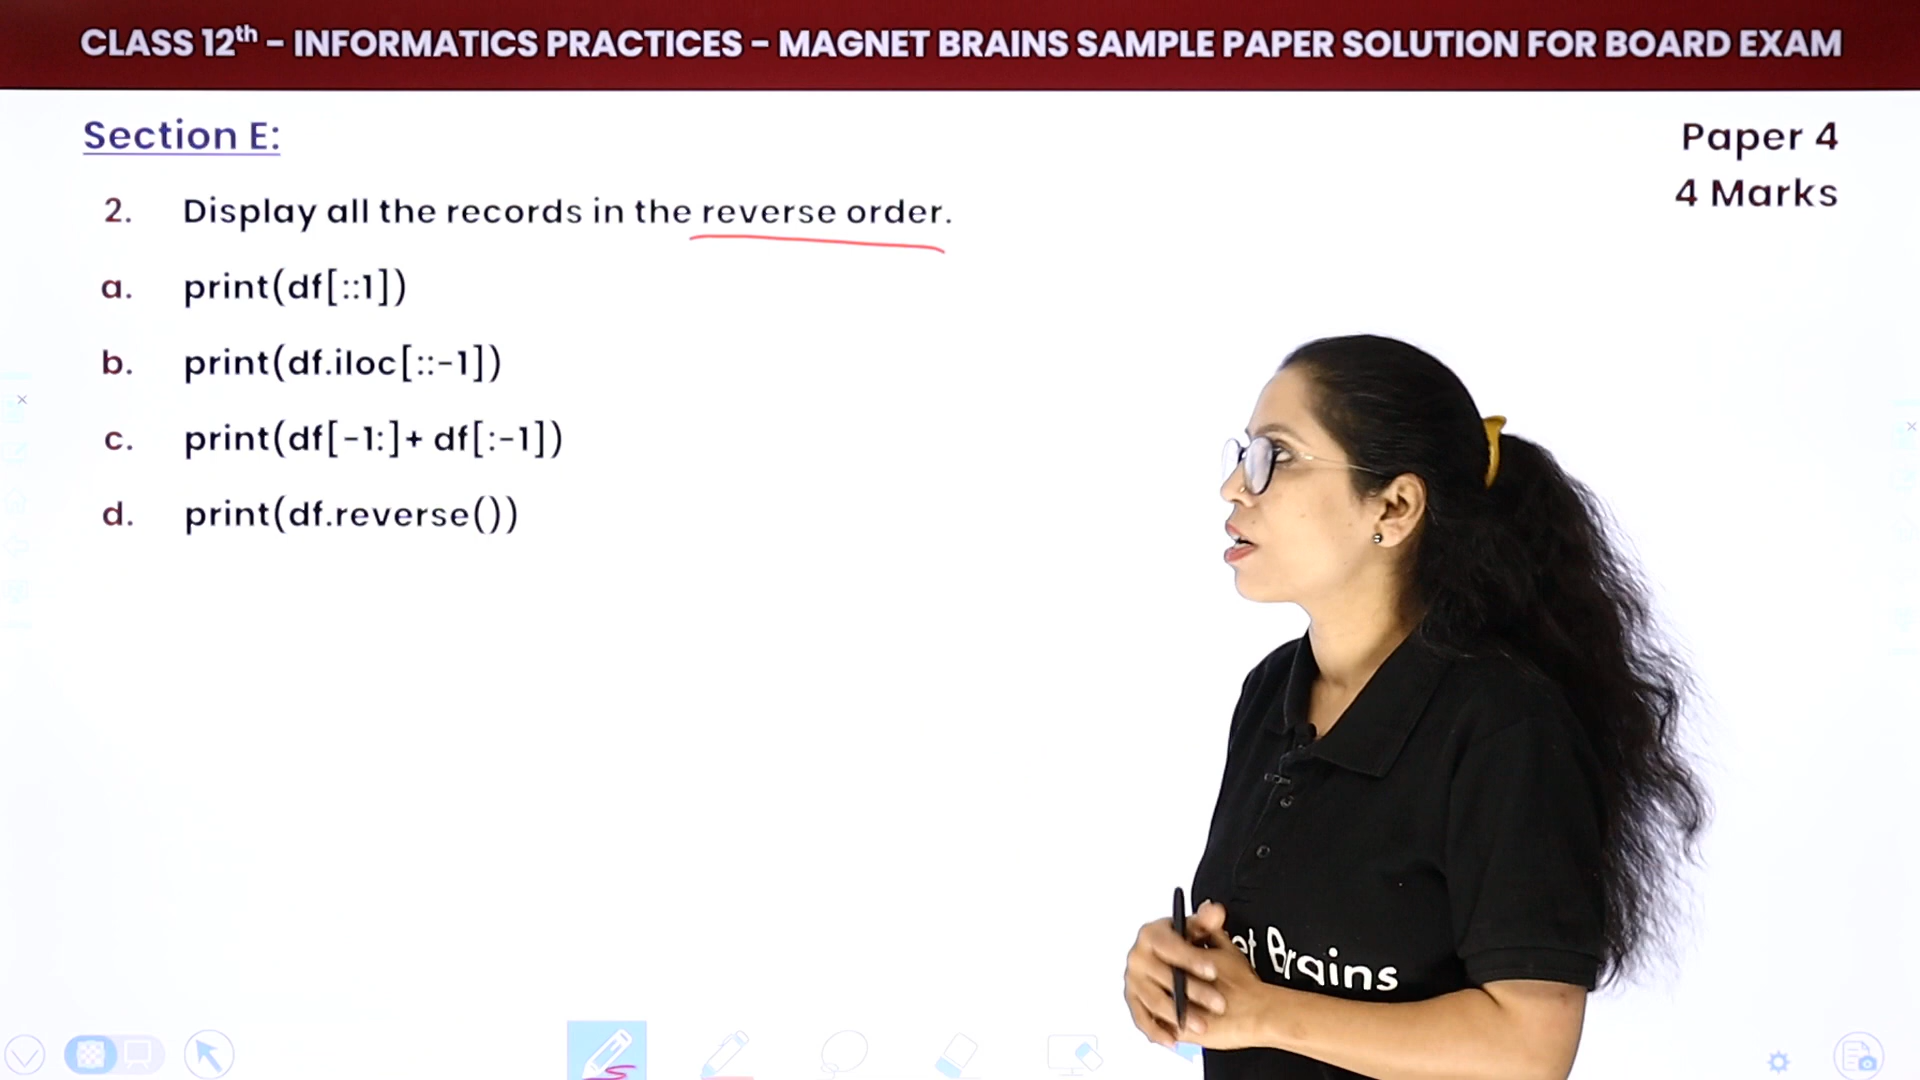 CLASS 12th – INFORMATICS PRACTICES – MAGNET BRAINS SAMPLE PAPER SOLUTION FOR BOARD EXAM
Section E:
Paper 4
4 Marks
2. Display all the records in the reverse order.
a. print(df[::1])
b. print(df.iloc[::-1])
c. print(df[-1:]+ df[:-1])
d. print(df.reverse())
et Brains